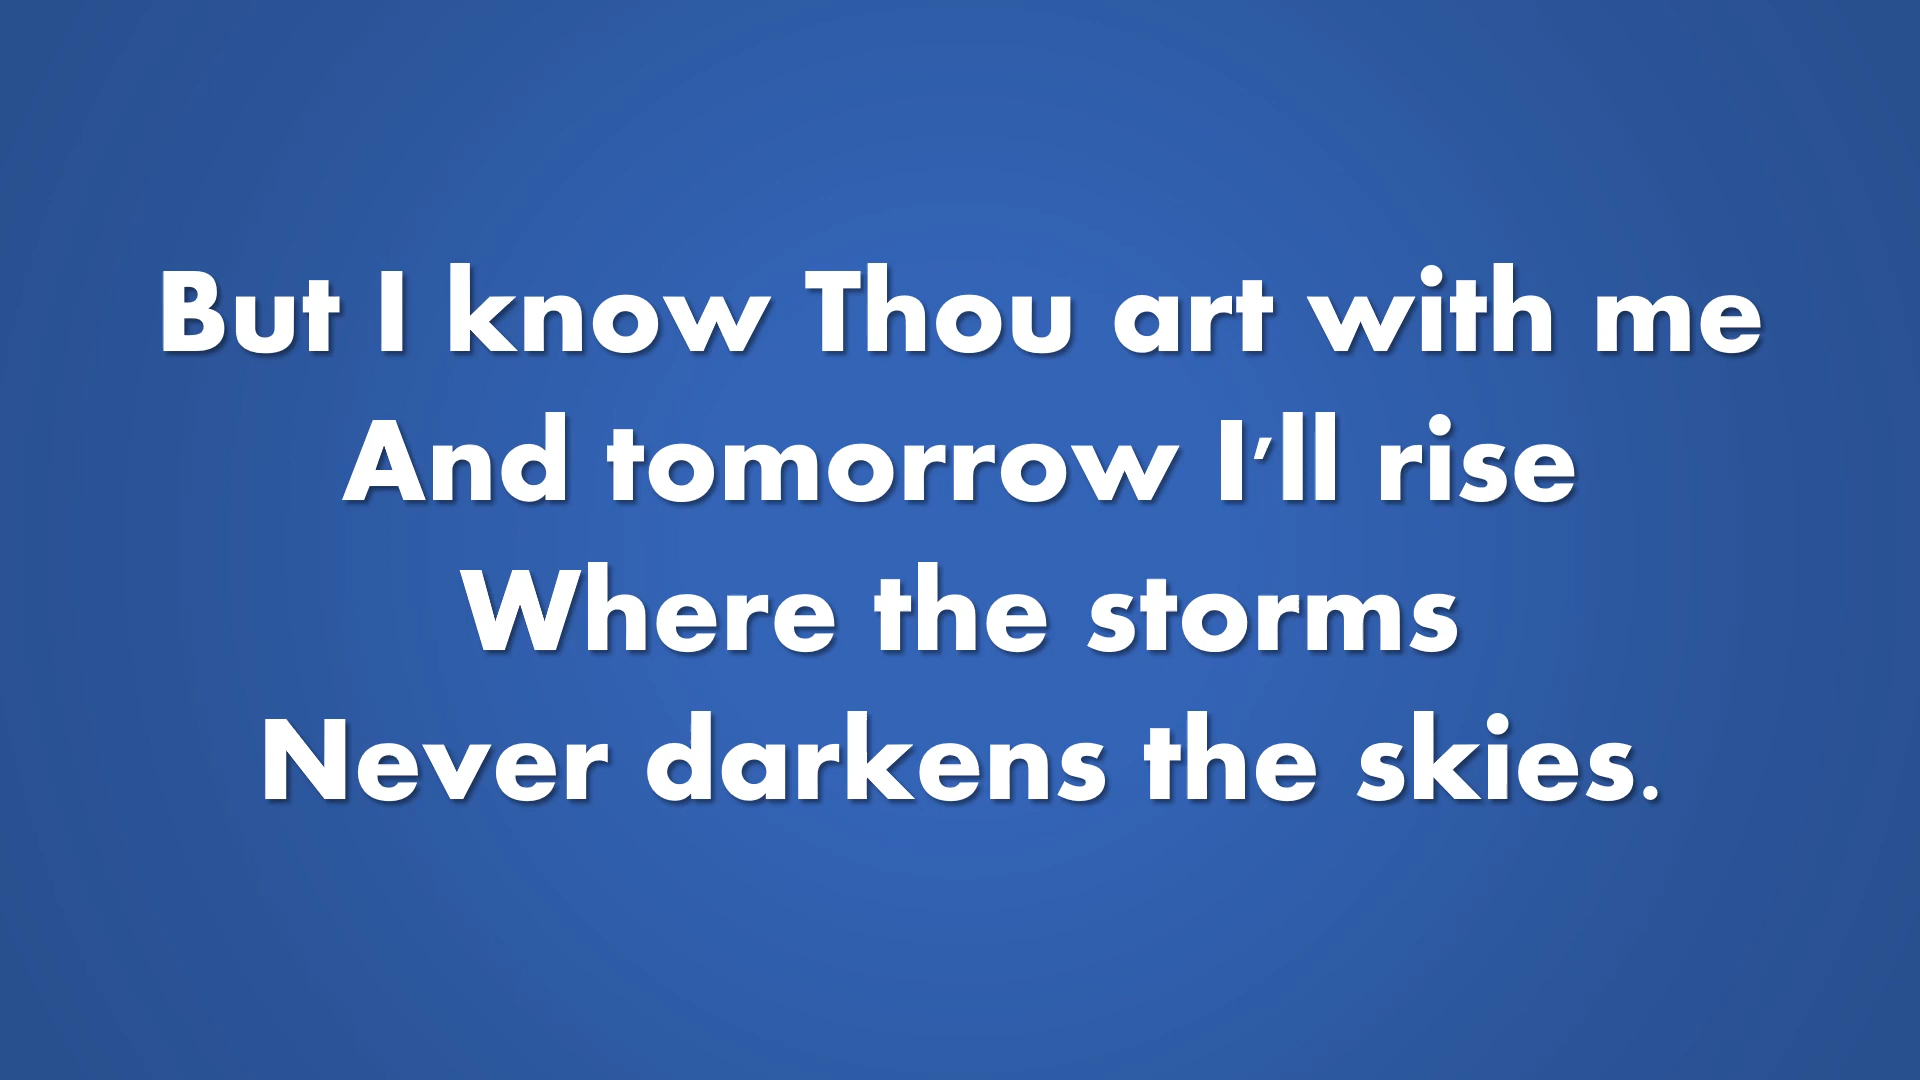 But I know Thou art with me
And tomorrow I'll rise
Where the storms
Never darkens the skies.